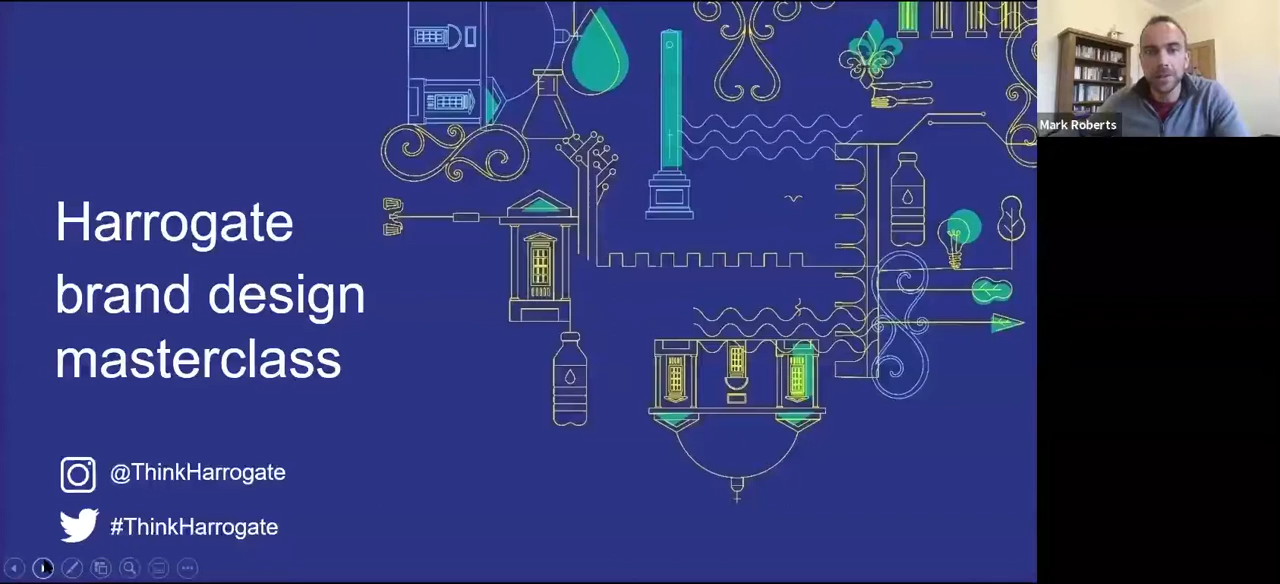 Harrogate
brand design
masterclass
@ThinkHarrogate
#ThinkHarrogate
Mark Roberts